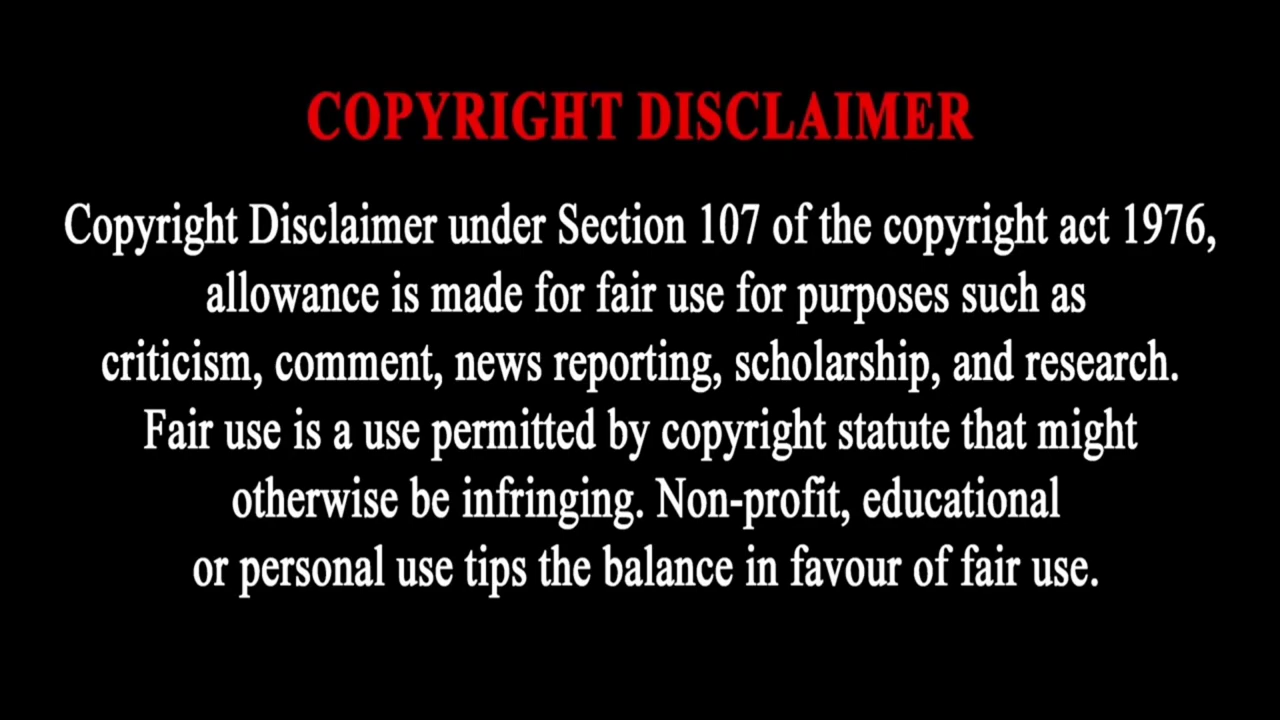 COPYRIGHT DISCLAIMER
Copyright Disclaimer under Section 107 of the copyright act 1976,
allowance is made for fair use for purposes such as
criticism, comment, news reporting, scholarship, and research.
Fair use is a use permitted by copyright statute that might
otherwise be infringing. Non-profit, educational
or personal use tips the balance in favour of fair use.